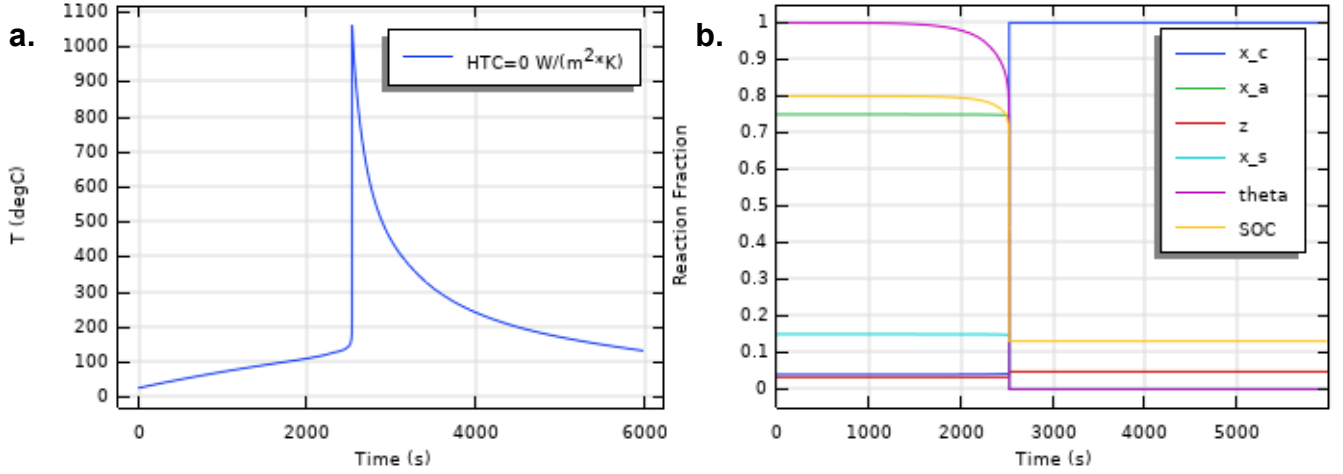 a.
1100
1000
900
800
700
600
500
400
300
200
100
0
T (degC)
HTC=0 W/(m²*K)
0
2000
4000
6000
Time (s)
b.
1
0.9
0.8
0.7
0.6
0.5
0.4
0.3
0.2
0.1
0
Reaction Fraction
x_c
x_a
z
x_s
theta
SOC
0
1000
2000
3000
4000
5000
Time (s)